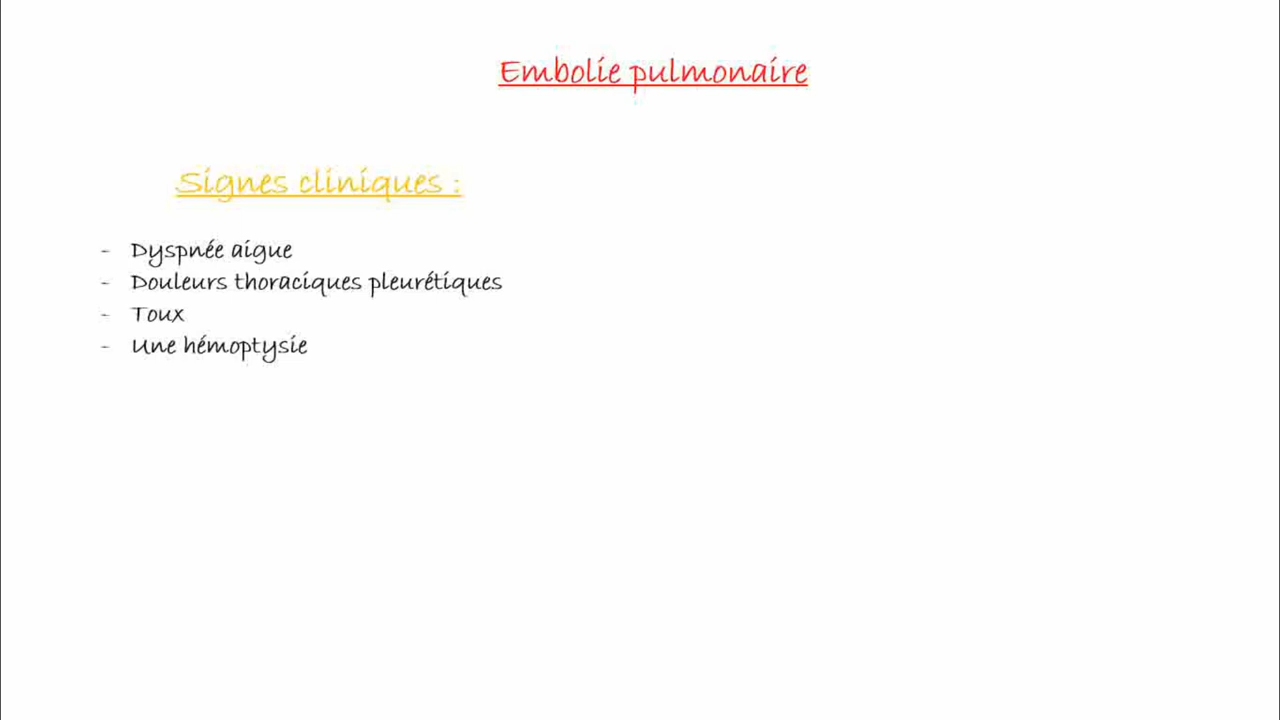 Embolie pulmonaire
Signes cliniques :
- Dyspnée aigue
- Douleurs thoraciques pleurétiques
- Toux
- Une hémoptysie